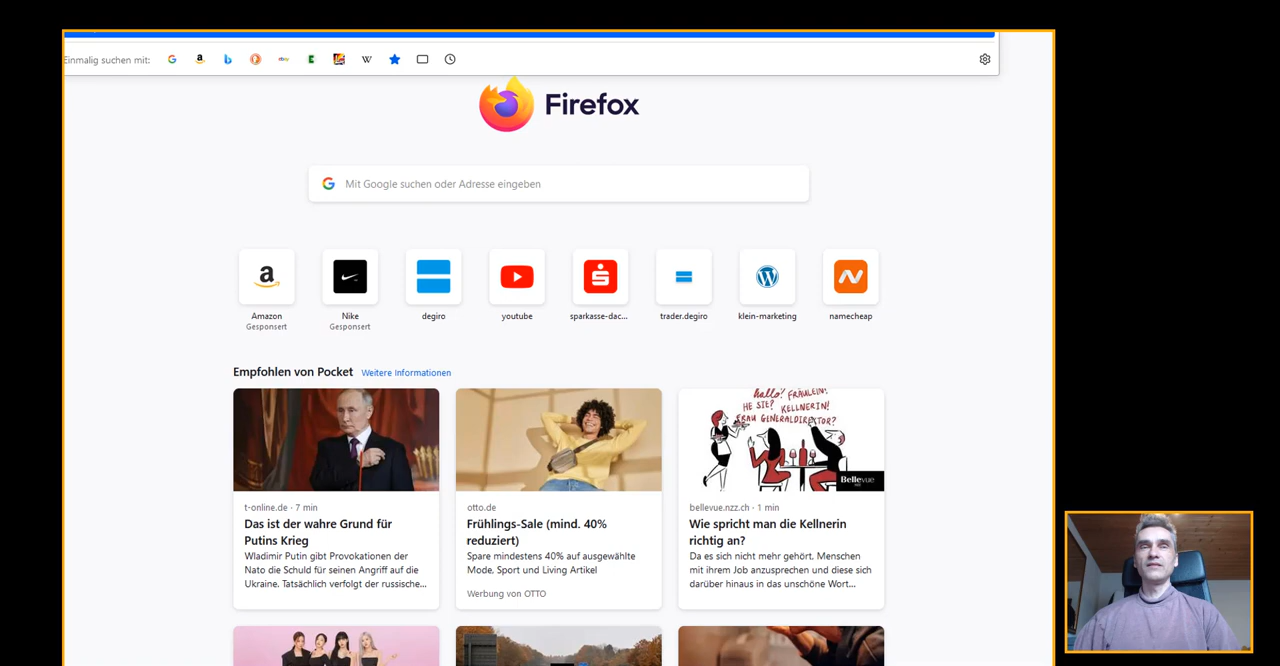 Einmalig suchen mit:
Firefox
Mit Google suchen oder Adresse eingeben
Amazon
Gesponsert
Nike
Gesponsert
degiro
youtube
sparkasse-dac...
trader.degiro
klein-marketing
namecheap
Empfohlen von Pocket Weitere Informationen
t-online.de · 7 min
Das ist der wahre Grund für
Putins Krieg
Wladimir Putin gibt Provokationen der
Nato die Schuld für seinen Angriff auf die
Ukraine. Tatsächlich verfolgt der russische...
otto.de
Frühlings-Sale (mind. 40%
reduziert)
Spare mindestens 40% auf ausgewählte
Mode, Sport und Living Artikel
Werbung von OTTO
hallo! FRÄULEIN!
HE SIE? KELLNERIN!
FRAU GENERALDIREKTOR?
Bellevue
bellevue.nzz.ch · 1 min
Wie spricht man die Kellnerin
richtig an?
Da es sich nicht mehr gehört, Menschen
mit ihrem Job anzusprechen und diese sich
darüber hinaus in das unschöne Wort...